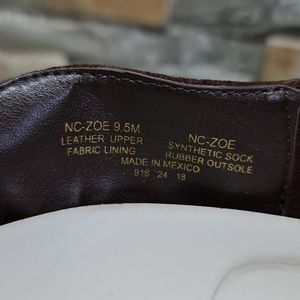 NC-ZOE 9.5M NC-ZOE
LEATHER UPPER SYNTHETIC SOCK
FABRIC LINING RUBBER OUTSOLE
MADE IN MEXICO
918 24 18